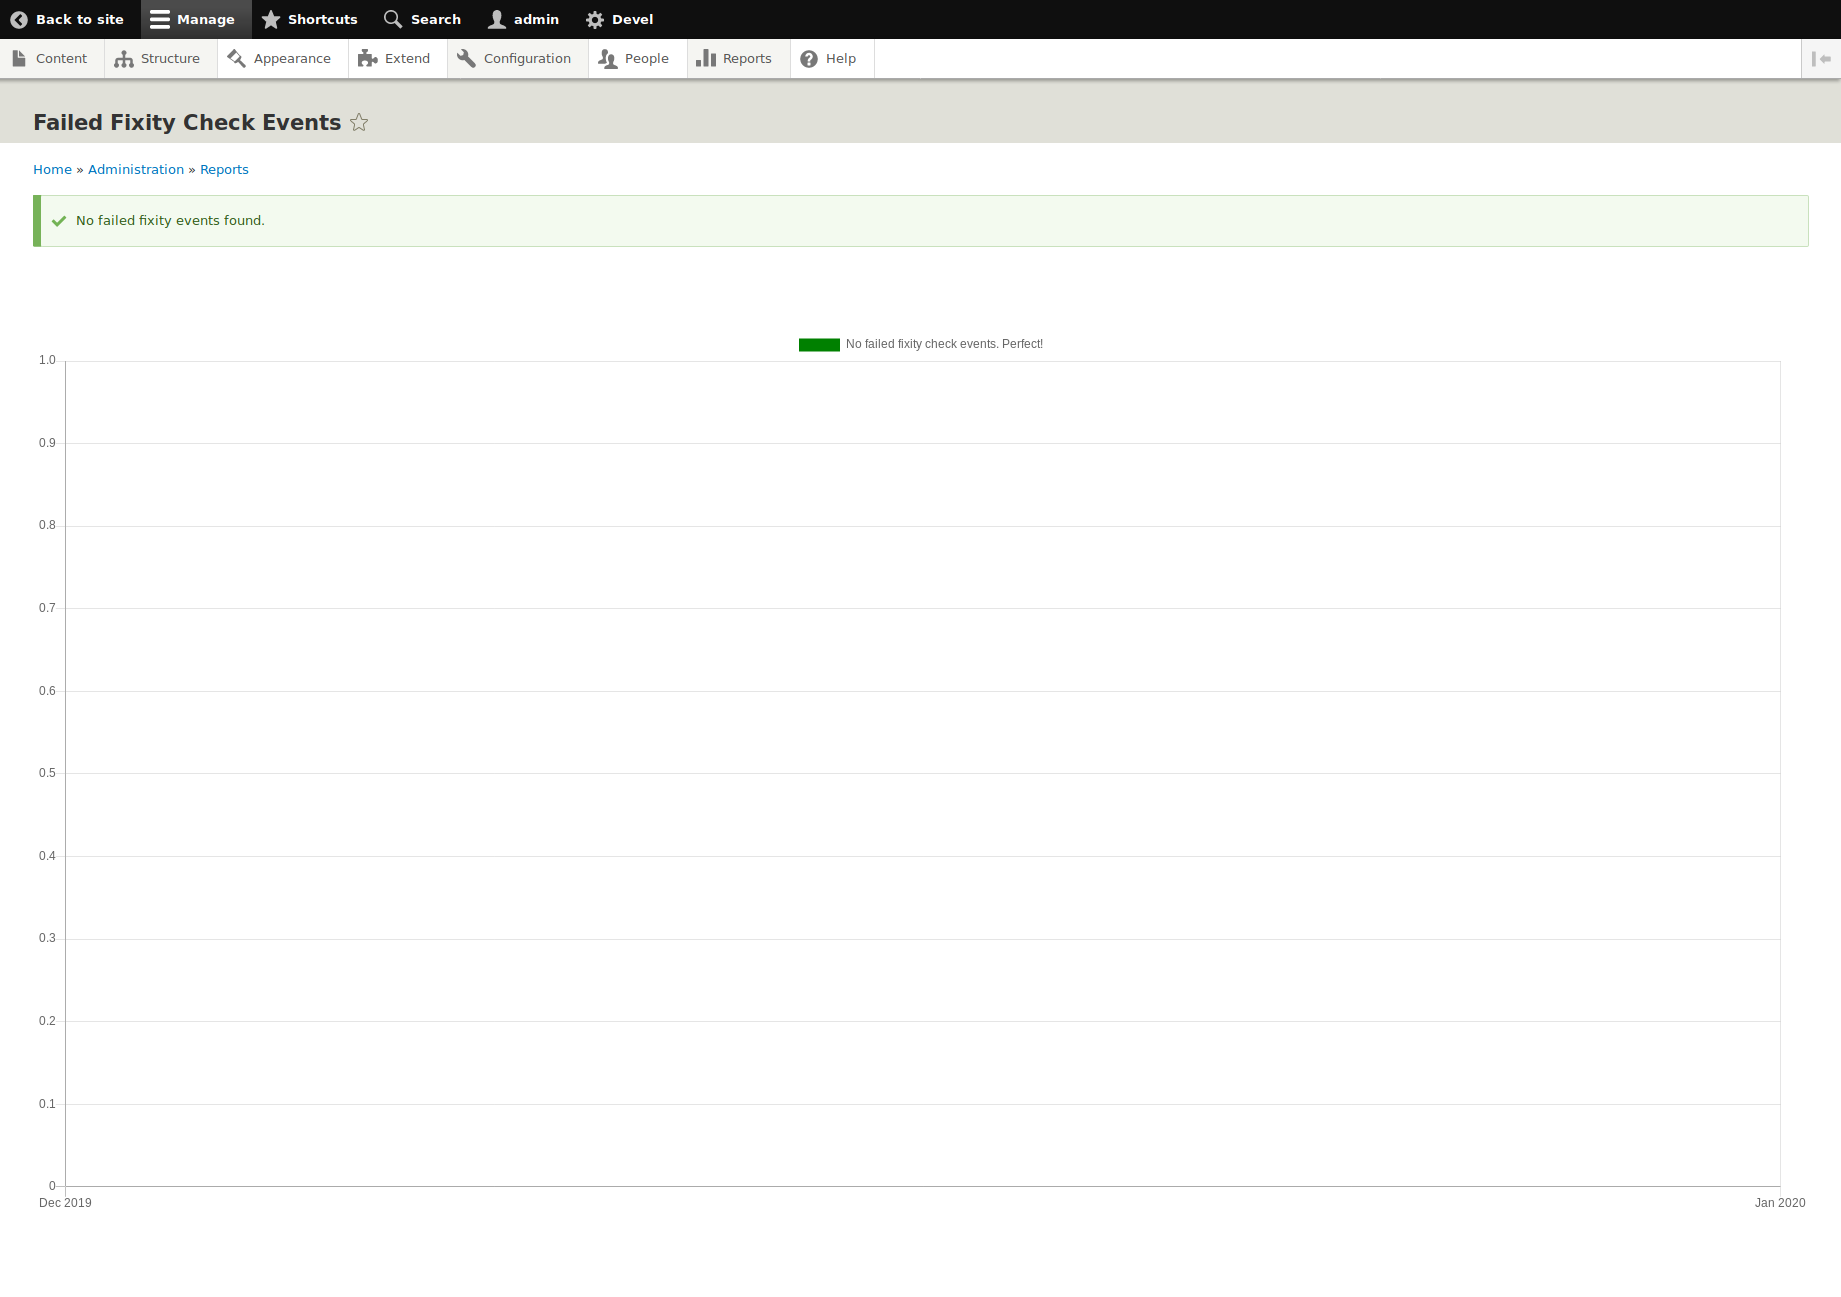 Back to site Manage Shortcuts Search admin Devel
Content Structure Appearance Extend Configuration People Reports Help
Failed Fixity Check Events
Home » Administration » Reports
No failed fixity events found.
No failed fixity check events. Perfect!
1.0
0.9
0.8
0.7
0.6
0.5
0.4
0.3
0.2
0.1
0
Dec 2019 Jan 2020